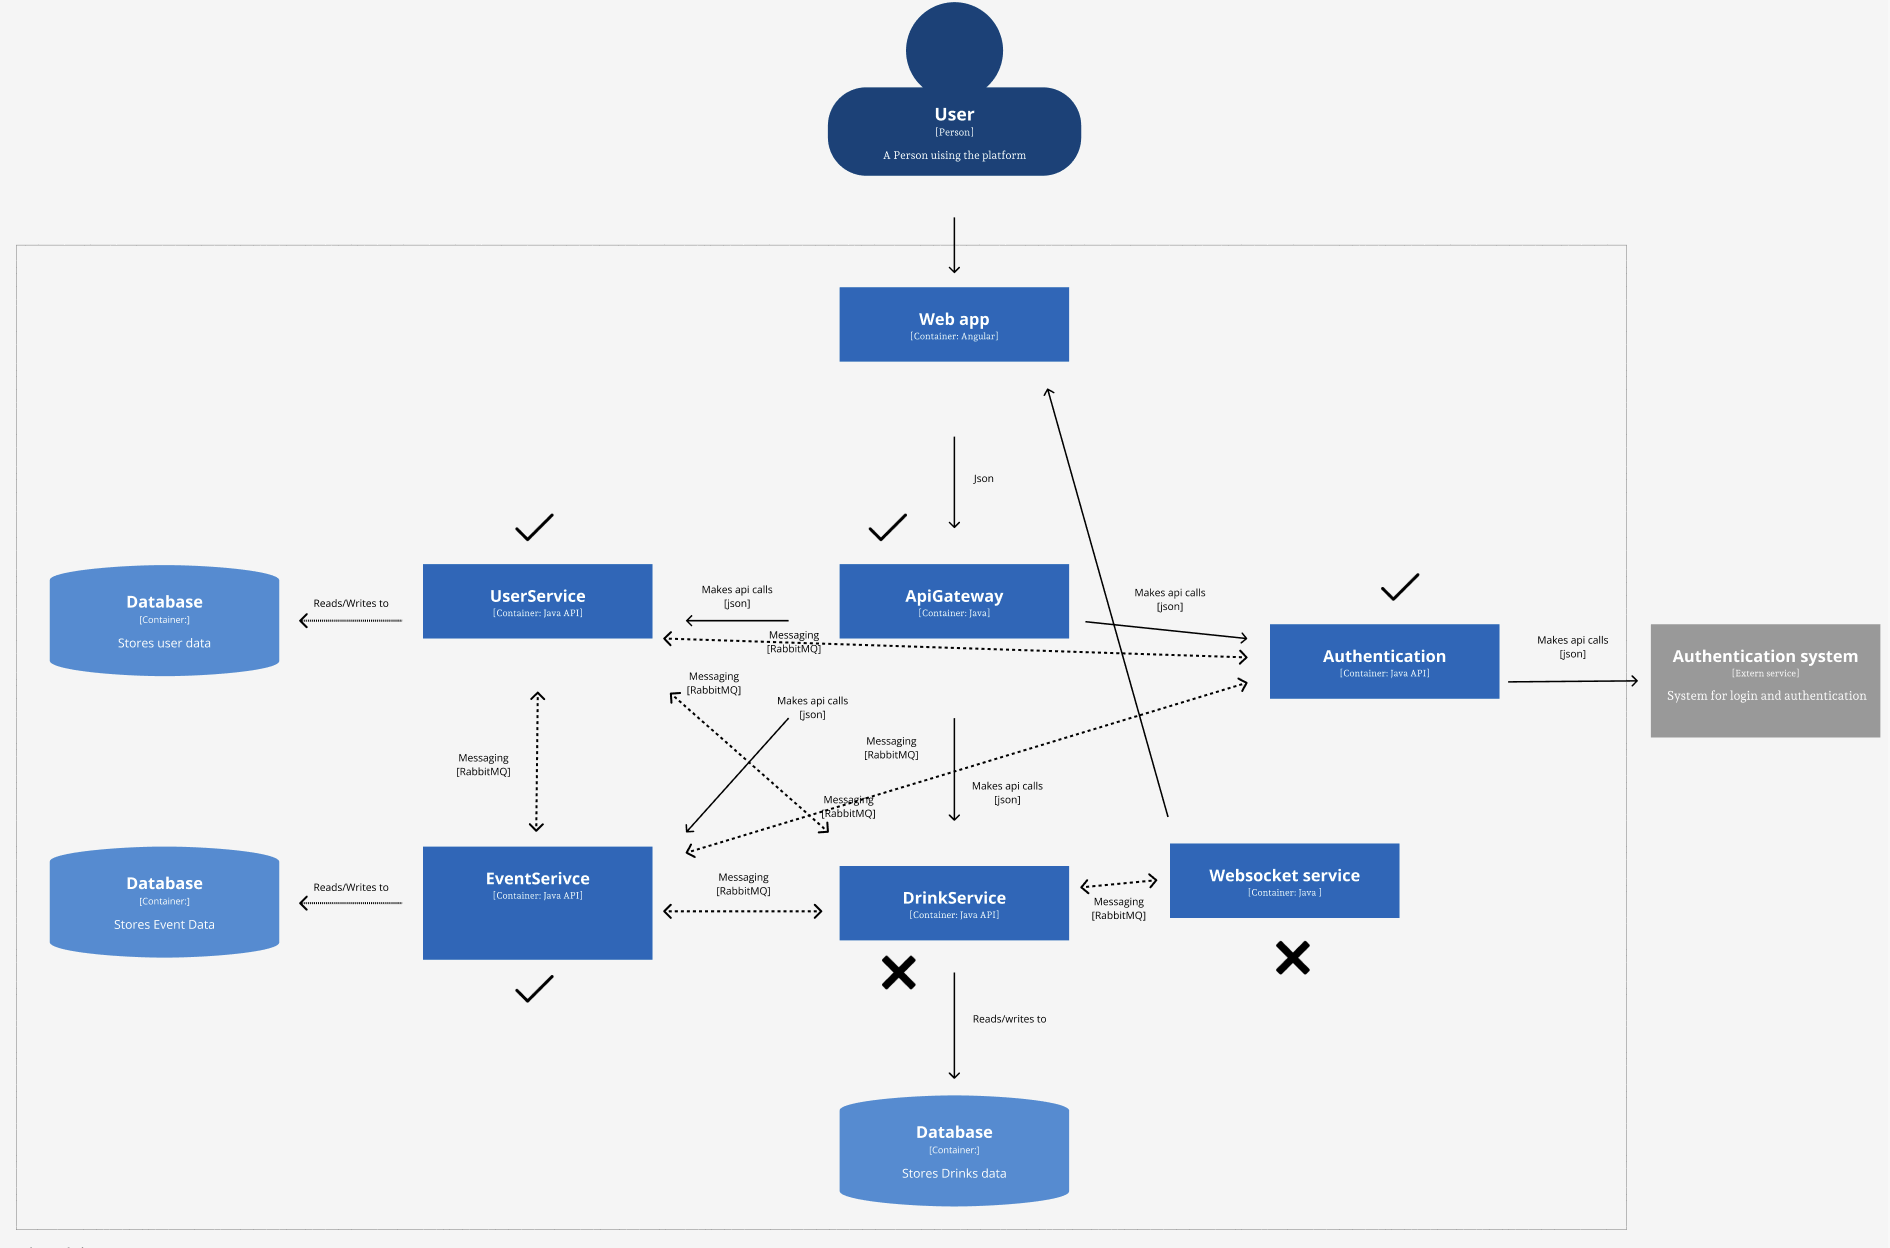 User
[Person]
A Person uising the platform
Web app
[Container: Angular]
Json
UserService
[Container: Java API]
Makes api calls
[json]
ApiGateway
[Container: Java]
Makes api calls
[json]
Database
[Container:]
Stores user data
Reads/Writes to
Messaging
[RabbitMQ]
Authentication
[Container: Java API]
Makes api calls
[json]
Authentication system
[Extern service]
System for login and authentication
Messaging
[RabbitMQ]
Makes api calls
[json]
Messaging
[RabbitMQ]
Messaging
[RabbitMQ]
Makes api calls
[json]
Messaging
[RabbitMQ]
Database
[Container:]
Stores Event Data
Reads/Writes to
EventSerivce
[Container: Java API]
Messaging
[RabbitMQ]
DrinkService
[Container: Java API]
Messaging
[RabbitMQ]
Websocket service
[Container: Java ]
Reads/writes to
Database
[Container:]
Stores Drinks data